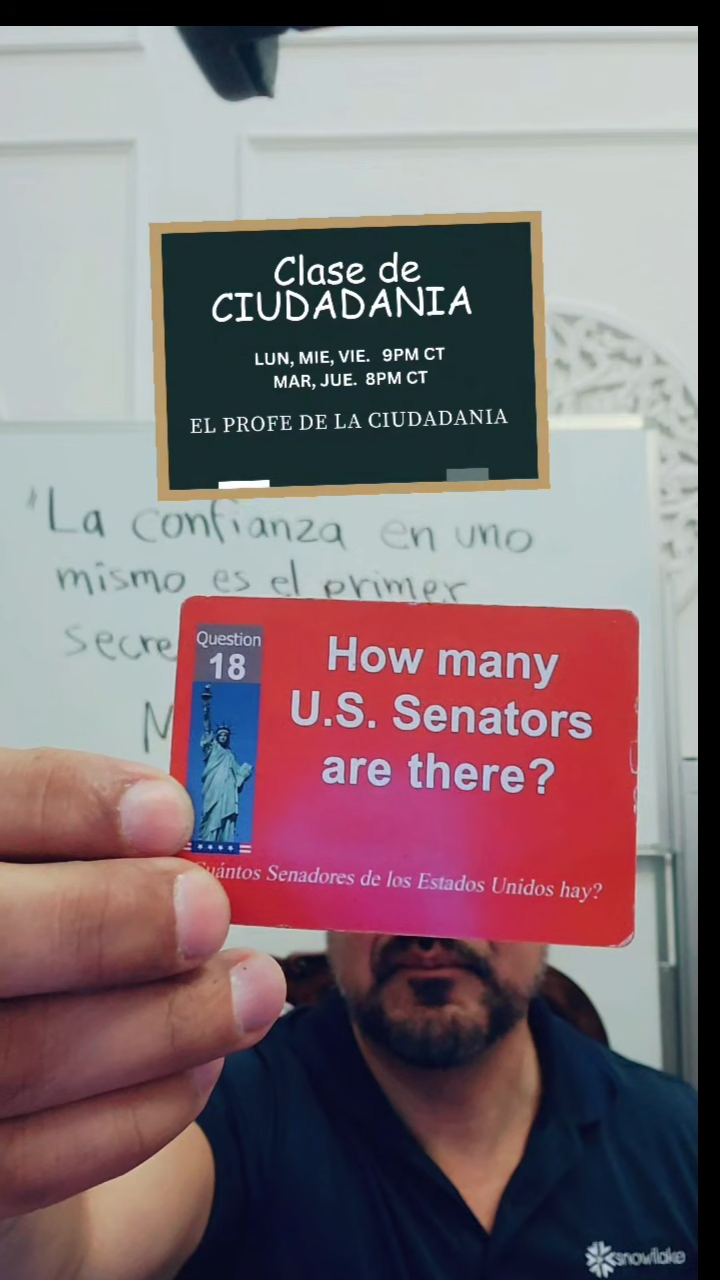 Clase de
CIUDADANIA
LUN, MIE, VIE. 9PM CT
MAR, JUE. 8PM CT
EL PROFE DE LA CIUDADANIA
"La confianza en uno
mismo es el primer
secre
N
Question
18
How many
U.S. Senators
are there?
Cuántos Senadores de los Estados Unidos hay?
snowflake